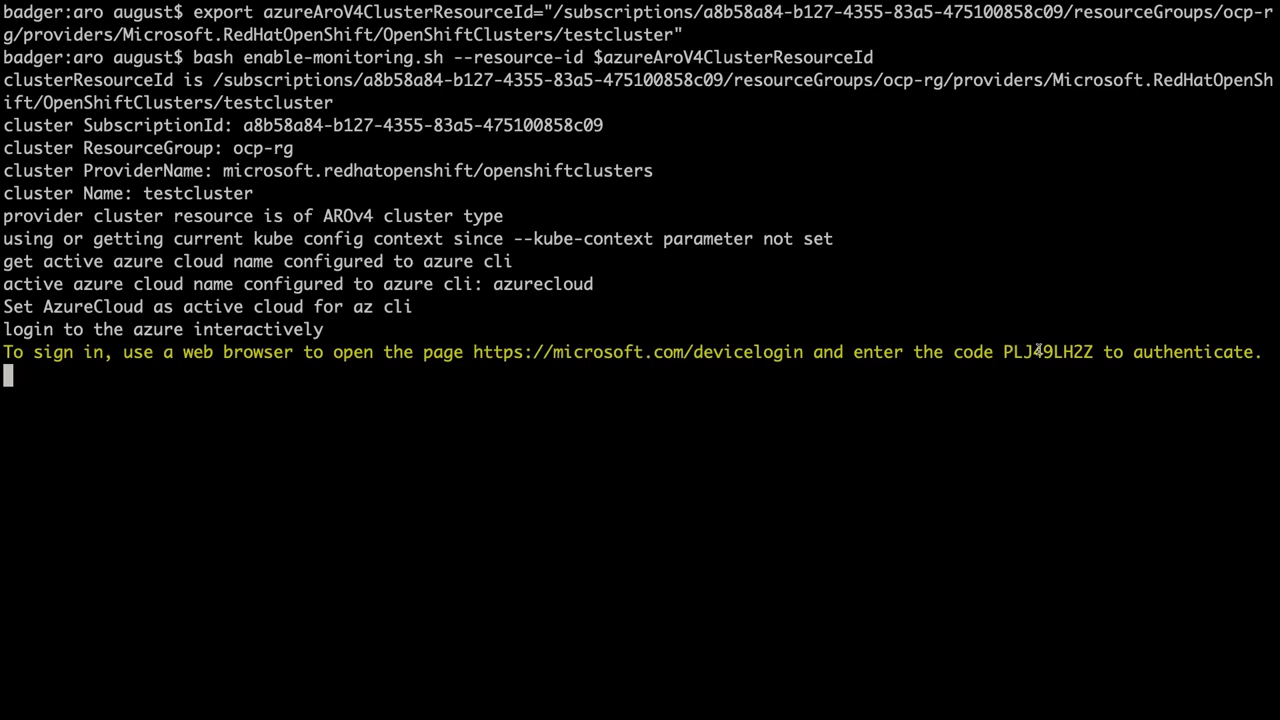 badger:aro august$ export azureAroV4ClusterResourceId="/subscriptions/a8b58a84-b127-4355-83a5-475100858c09/resourceGroups/ocp-r
g/providers/Microsoft.RedHatOpenShift/OpenShiftClusters/testcluster"
badger:aro august$ bash enable-monitoring.sh --resource-id $azureAroV4ClusterResourceId
clusterResourceId is /subscriptions/a8b58a84-b127-4355-83a5-475100858c09/resourceGroups/ocp-rg/providers/Microsoft.RedHatOpenSh
ift/OpenShiftClusters/testcluster
cluster SubscriptionId: a8b58a84-b127-4355-83a5-475100858c09
cluster ResourceGroup: ocp-rg
cluster ProviderName: microsoft.redhatopenshift/openshiftclusters
cluster Name: testcluster
provider cluster resource is of AROv4 cluster type
using or getting current kube config context since --kube-context parameter not set
get active azure cloud name configured to azure cli
active azure cloud name configured to azure cli: azurecloud
Set AzureCloud as active cloud for az cli
login to the azure interactively
To sign in, use a web browser to open the page https://microsoft.com/devicelogin and enter the code PLJ49LH2Z to authenticate.